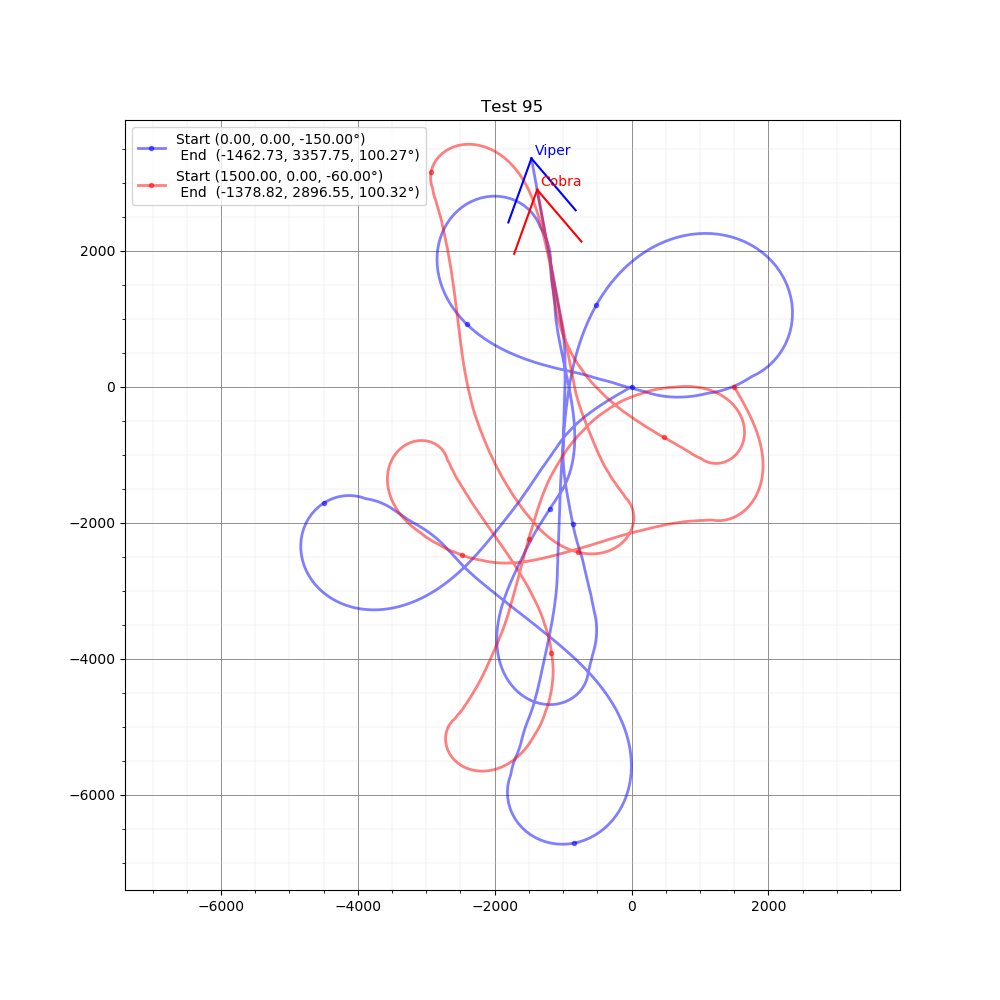 Test 95
Start (0.00, 0.00, -150.00°)
End  (-1462.73, 3357.75, 100.27°)
Start (1500.00, 0.00, -60.00°)
End  (-1378.82, 2896.55, 100.32°)
Viper
Cobra
2000
0
−2000
−4000
−6000
−6000 −4000 −2000 0 2000